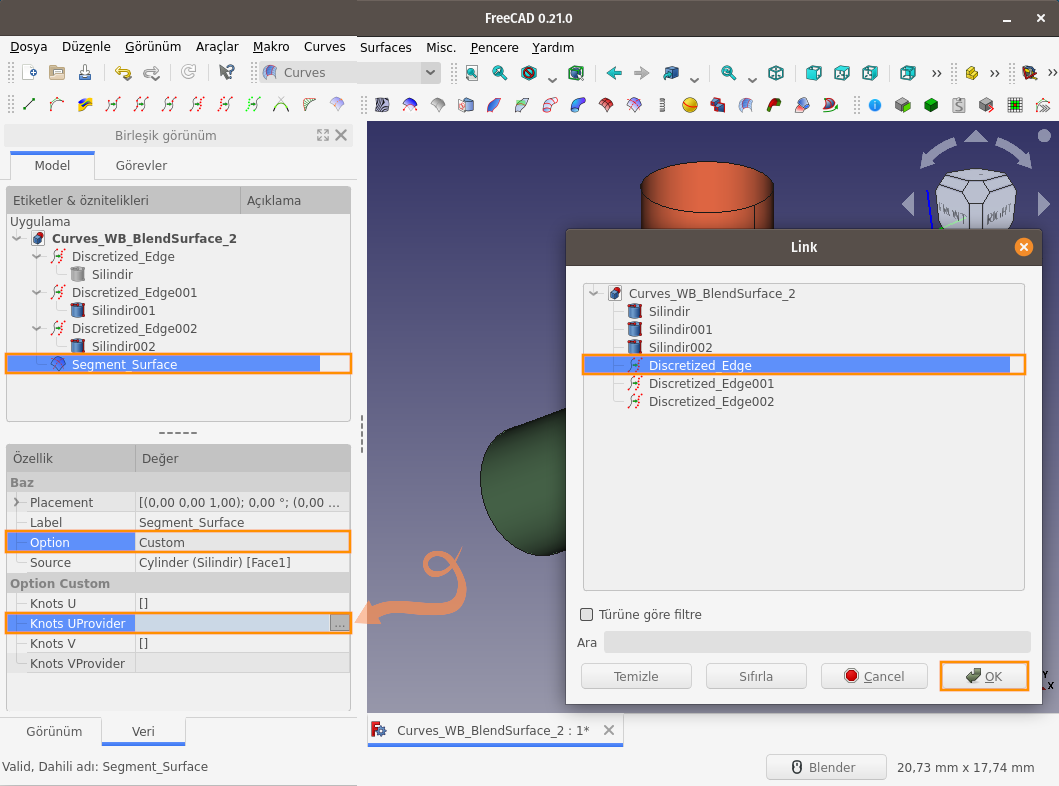 FreeCAD 0.21.0
Dosya Düzenle Görünüm Araçlar Makro Curves Surfaces Misc. Pencere Yardım
Curves
Birleşik görünüm
Model Görevler
Etiketler & öznitelikleri Açıklama
Uygulama
Curves_WB_BlendSurface_2
Discretized_Edge
Silindir
Discretized_Edge001
Silindir001
Discretized_Edge002
Silindir002
Segment_Surface
Özellik Değer
Baz
Placement [(0,00 0,00 1,00); 0,00 °; (0,00 ...
Label Segment_Surface
Option Custom
Source Cylinder (Silindir) [Face1]
Option Custom
Knots U []
Knots UProvider ...
Knots V []
Knots VProvider
Görünüm Veri
FRONT RIGHT
Link
Curves_WB_BlendSurface_2
Silindir
Silindir001
Silindir002
Discretized_Edge
Discretized_Edge001
Discretized_Edge002
Türüne göre filtre
Ara
Temizle Sıfırla Cancel OK
Y
X
Curves_WB_BlendSurface_2 : 1*
Valid, Dahili adı: Segment_Surface
Blender 20,73 mm x 17,74 mm